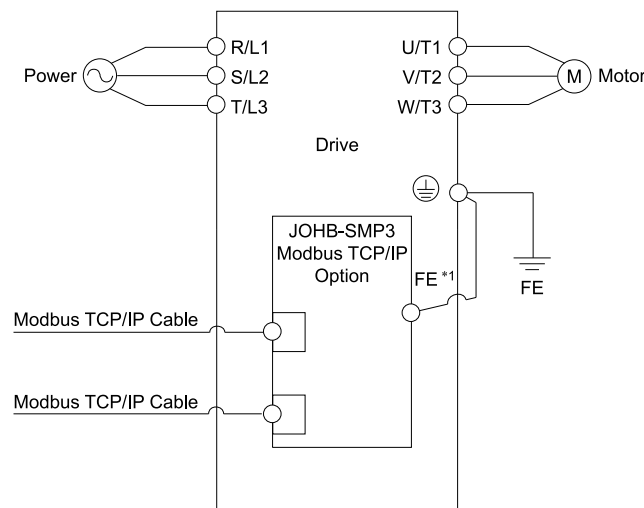 R/L1
U/T1
Power
S/L2
V/T2
M
Motor
T/L3
W/T3
Drive
JOHB-SMP3
Modbus TCP/IP
Option
FE *1
FE
Modbus TCP/IP Cable
Modbus TCP/IP Cable